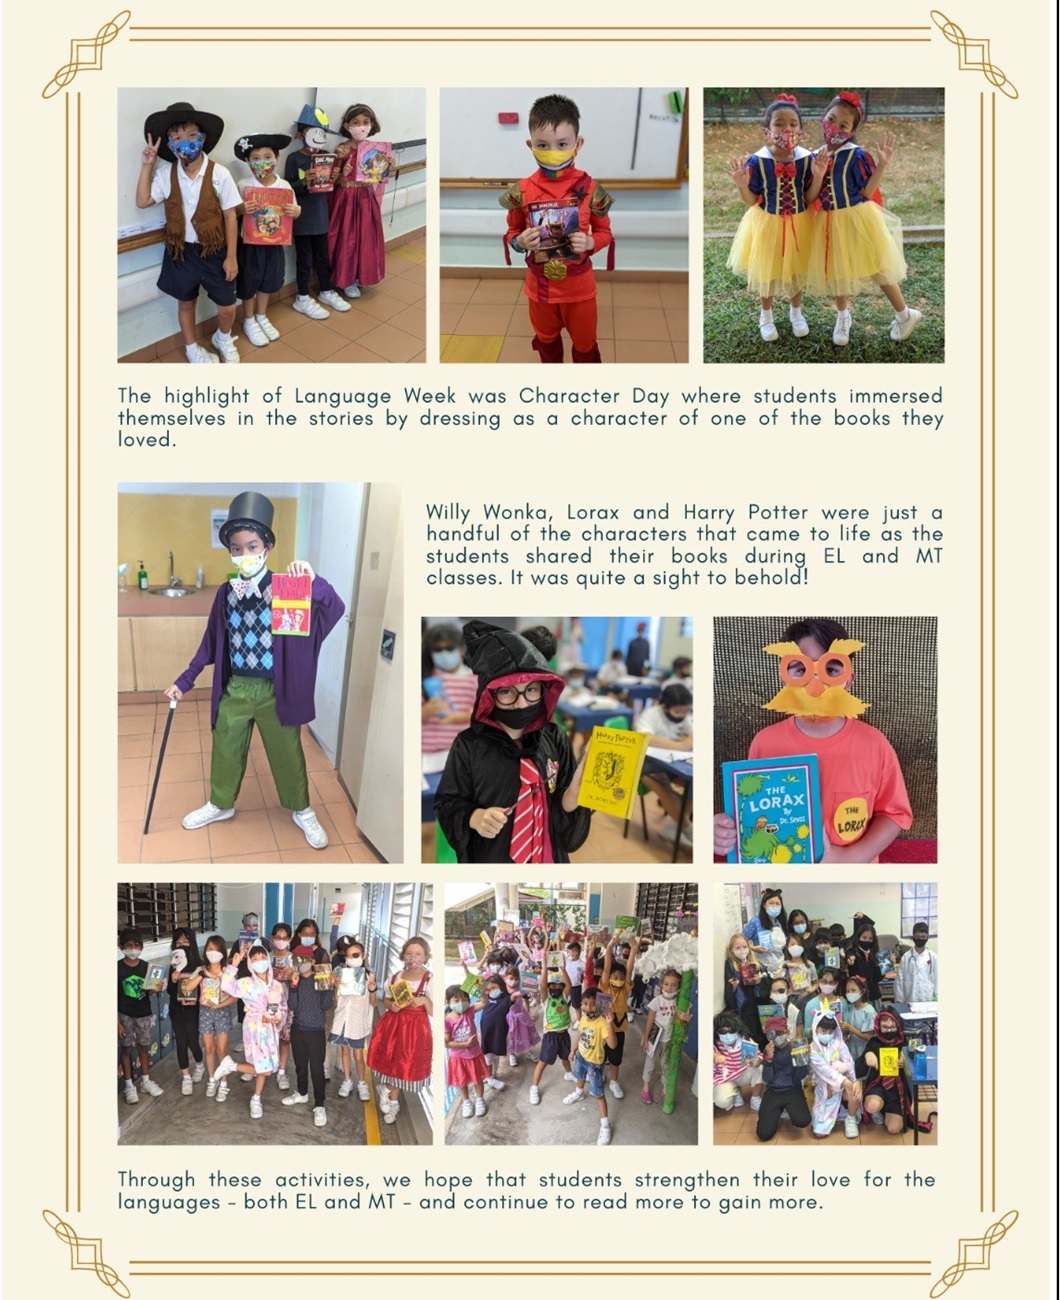 The highlight of Language Week was Character Day where students immersed
themselves in the stories by dressing as a character of one of the books they
loved.
Willy Wonka, Lorax and Harry Potter were just a
handful of the characters that came to life as the
students shared their books during EL and MT
classes. It was quite a sight to behold!
HARRY POTTER
J.K. ROWLING
THE
LORAX
By
Dr. Seuss
THE
LORAX
Through these activities, we hope that students strengthen their love for the
languages - both EL and MT - and continue to read more to gain more.